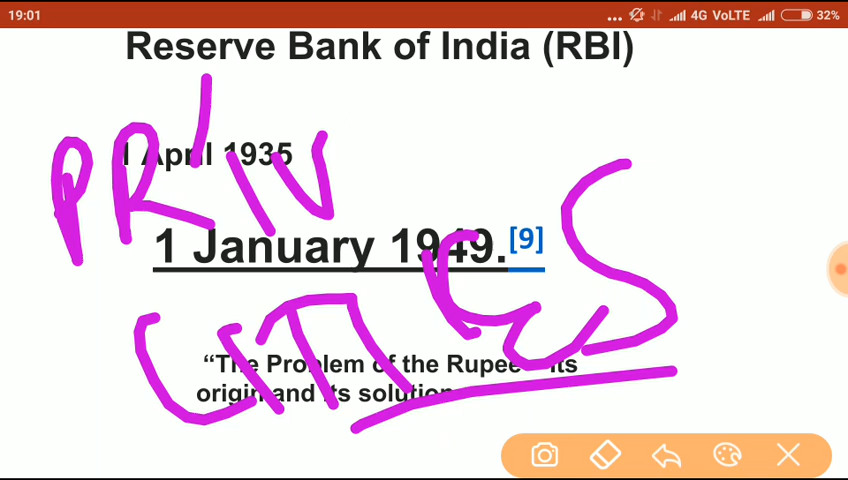 19:01 ... 4G VoLTE 32%
Reserve Bank of India (RBI)
1 April 1935
PRIV
1 January 1949.[9]
“The Problem of the Rupee – Its
origin and its solution